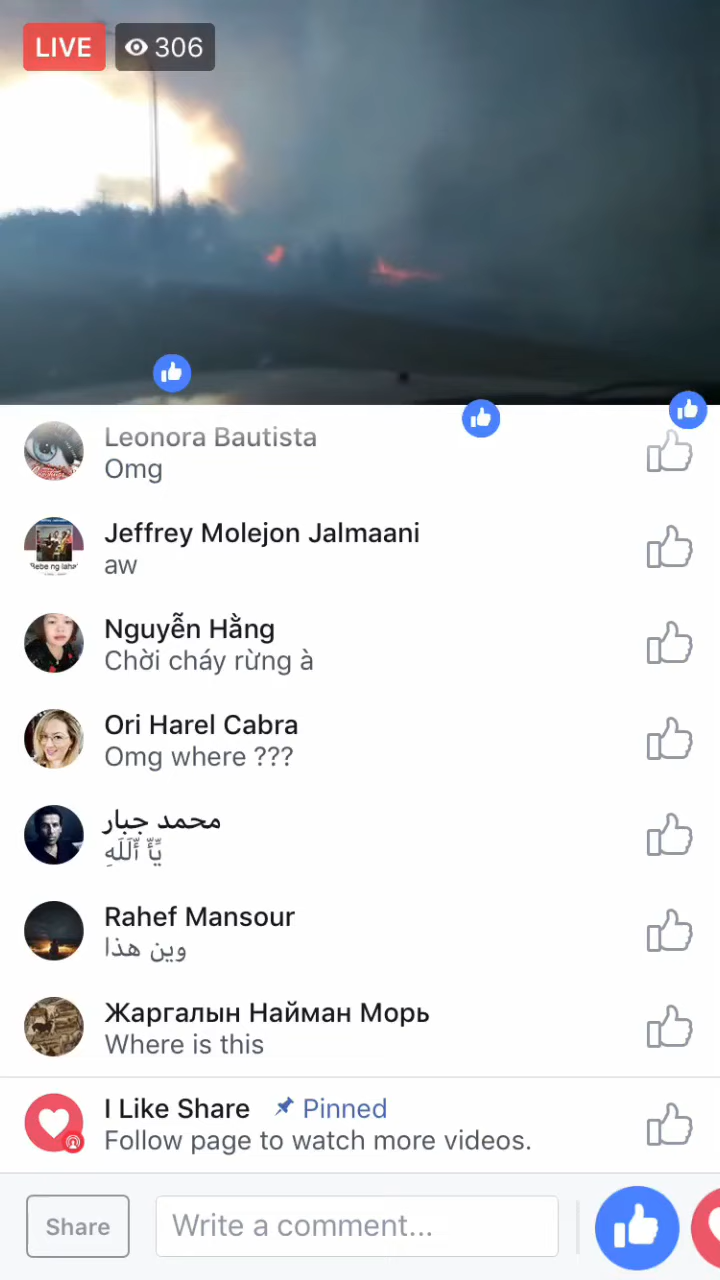 LIVE 306
Leonora Bautista
Omg
Jeffrey Molejon Jalmaani
aw
Nguyễn Hằng
Chời cháy rừng à
Ori Harel Cabra
Omg where ???
محمد جبار
Rahef Mansour
وين هذا
Жаргалын Найман Морь
Where is this
I Like Share Pinned
Follow page to watch more videos.
Share Write a comment...